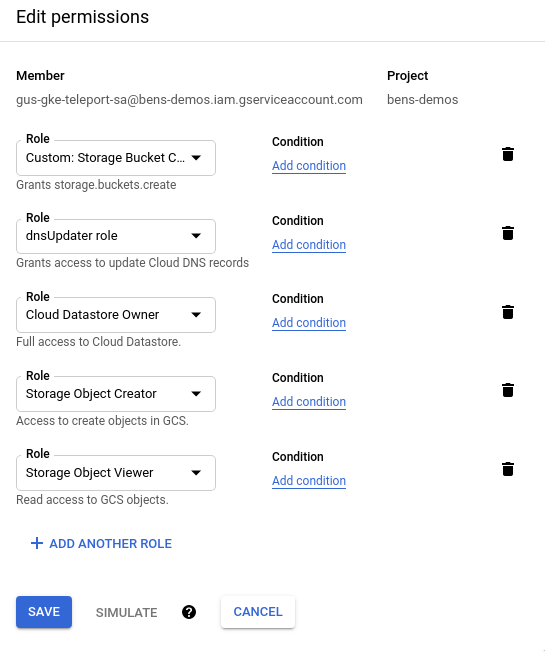 Edit permissions
Member Project
gus-gke-teleport-sa@bens-demos.iam.gserviceaccount.com bens-demos
Role
Custom: Storage Bucket C...
Condition
Add condition
Grants storage.buckets.create
Role
dnsUpdater role
Condition
Add condition
Grants access to update Cloud DNS records
Role
Cloud Datastore Owner
Condition
Add condition
Full access to Cloud Datastore.
Role
Storage Object Creator
Condition
Add condition
Access to create objects in GCS.
Role
Storage Object Viewer
Condition
Add condition
Read access to GCS objects.
+ ADD ANOTHER ROLE
SAVE SIMULATE ? CANCEL